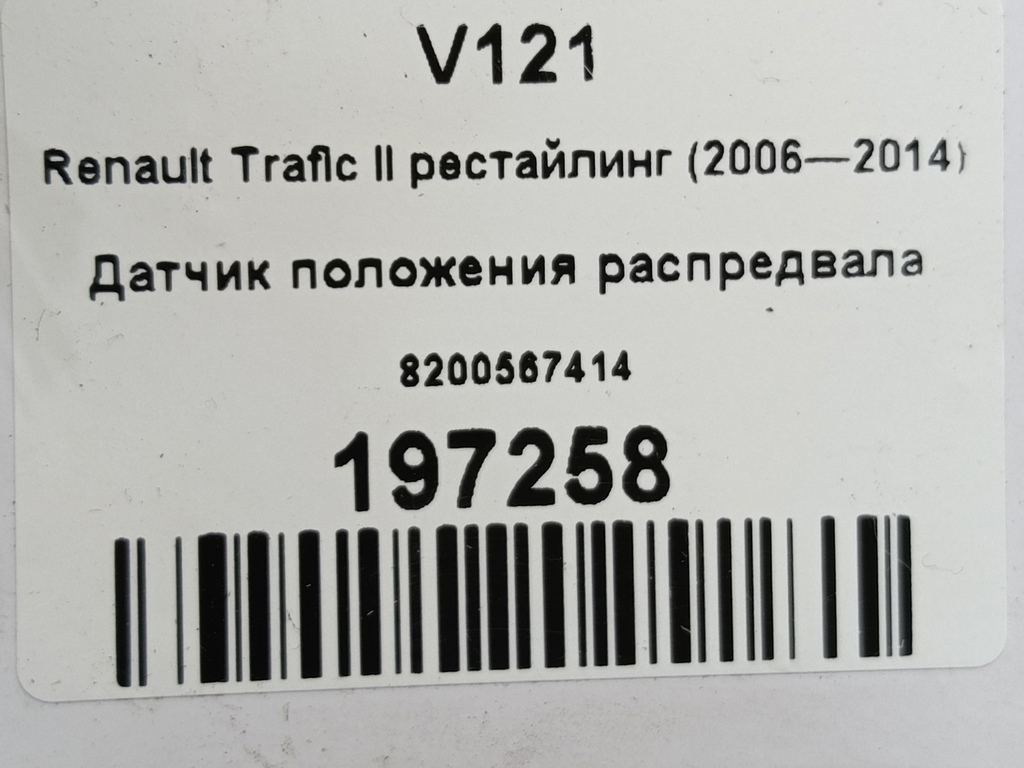 V121
Renault Trafic II рестайлинг (2006—2014)
Датчик положения распредвала
8200567414
197258